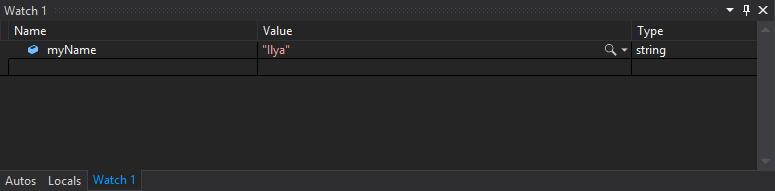 Watch 1
Name Value Type
myName "Ilya" string
Autos Locals Watch 1